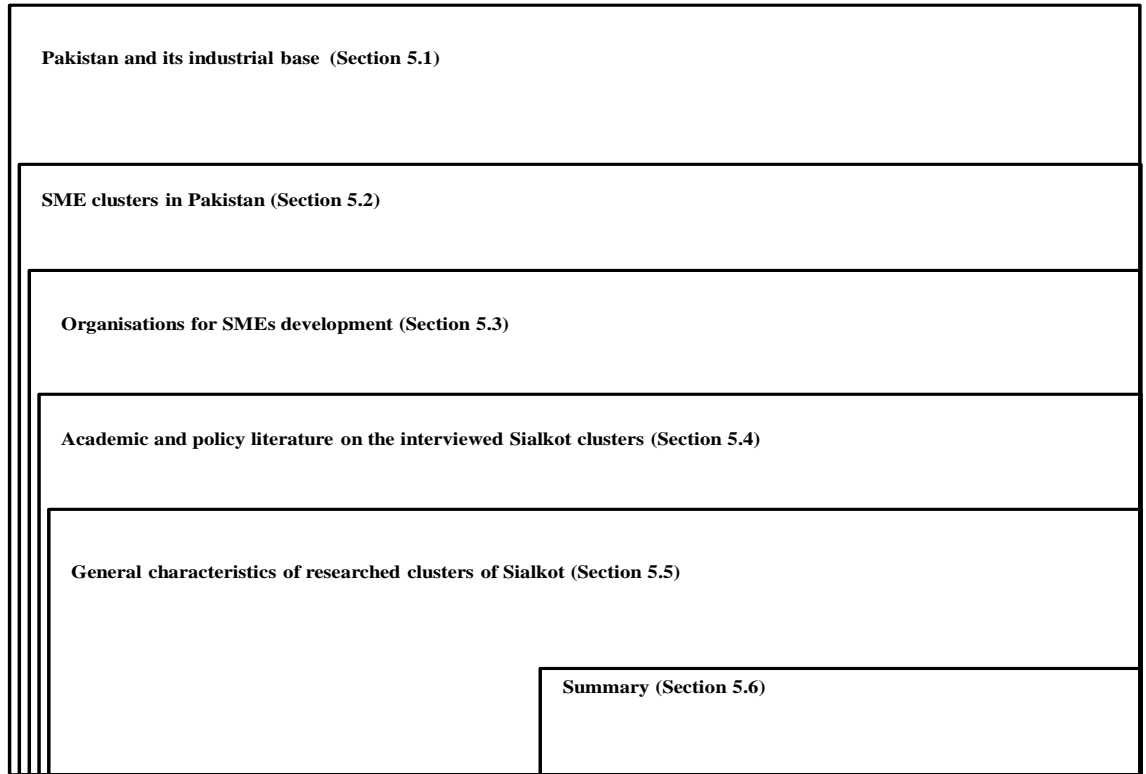 Pakistan and its industrial base (Section 5.1)
SME clusters in Pakistan (Section 5.2)
Organisations for SMEs development (Section 5.3)
Academic and policy literature on the interviewed Sialkot clusters (Section 5.4)
General characteristics of researched clusters of Sialkot (Section 5.5)
Summary (Section 5.6)